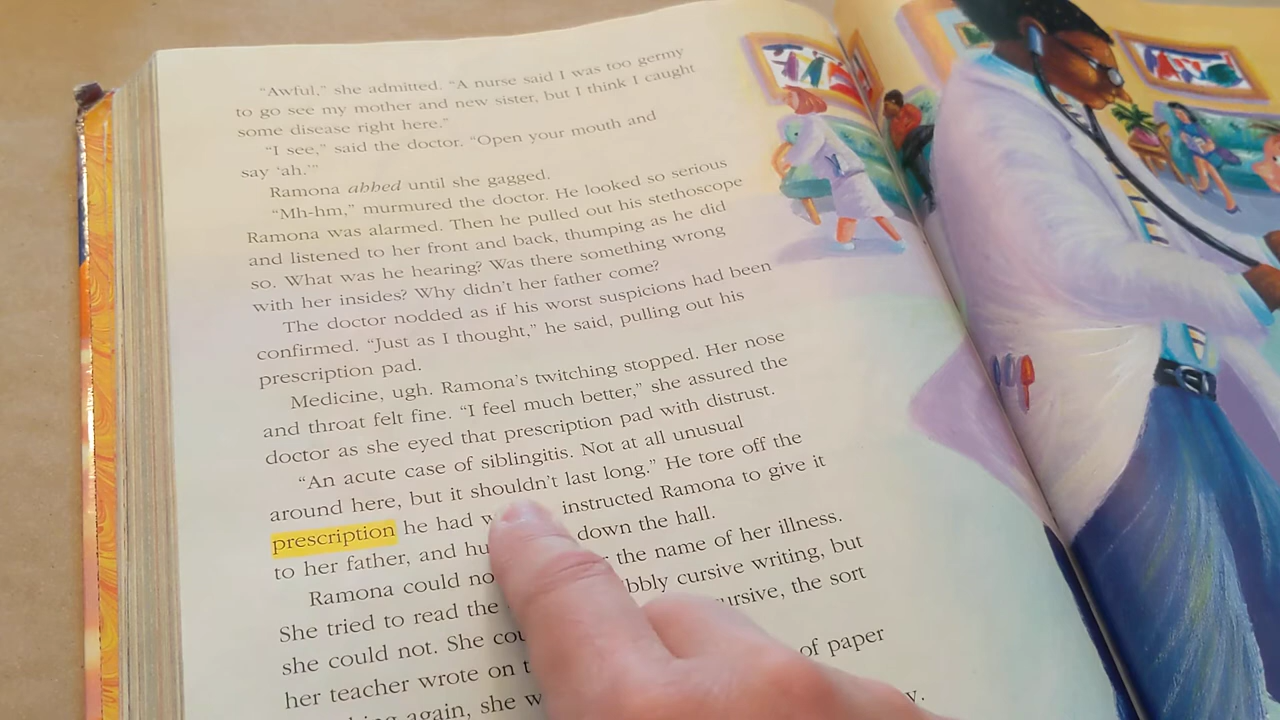 “Awful,” she admitted. “A nurse said I was too germy
to go see my mother and new sister, but I think I caught
some disease right here.”
“I see,” said the doctor. “Open your mouth and
say ‘ah.’”
Ramona ahhed until she gagged.
“Mh-hm,” murmured the doctor. He looked so serious
Ramona was alarmed. Then he pulled out his stethoscope
and listened to her front and back, thumping as he did
so. What was he hearing? Was there something wrong
with her insides? Why didn’t her father come?
The doctor nodded as if his worst suspicions had been
confirmed. “Just as I thought,” he said, pulling out his
prescription pad.
Medicine, ugh. Ramona’s twitching stopped. Her nose
and throat felt fine. “I feel much better,” she assured the
doctor as she eyed that prescription pad with distrust.
“An acute case of siblingitis. Not at all unusual
around here, but it shouldn’t last long.” He tore off the
prescription he had instructed Ramona to give it
to her father, and down the hall.
Ramona could the name of her illness.
She tried to read the cursive writing, but
she could not. She the sort
her teacher wrote on
of paper
again, she